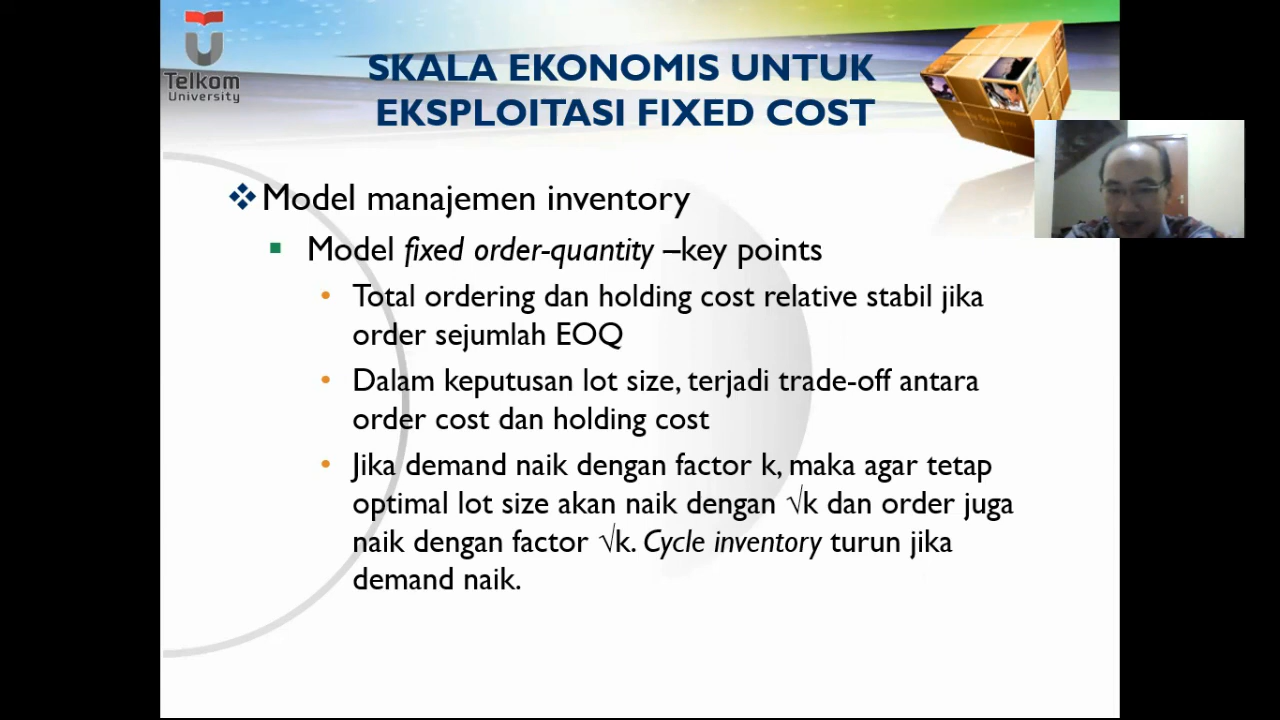 Telkom
University
SKALA EKONOMIS UNTUK
EKSPLOITASI FIXED COST
Model manajemen inventory
Model fixed order-quantity –key points
Total ordering dan holding cost relative stabil jika
order sejumlah EOQ
Dalam keputusan lot size, terjadi trade-off antara
order cost dan holding cost
Jika demand naik dengan factor k, maka agar tetap
optimal lot size akan naik dengan √k dan order juga
naik dengan factor √k. Cycle inventory turun jika
demand naik.